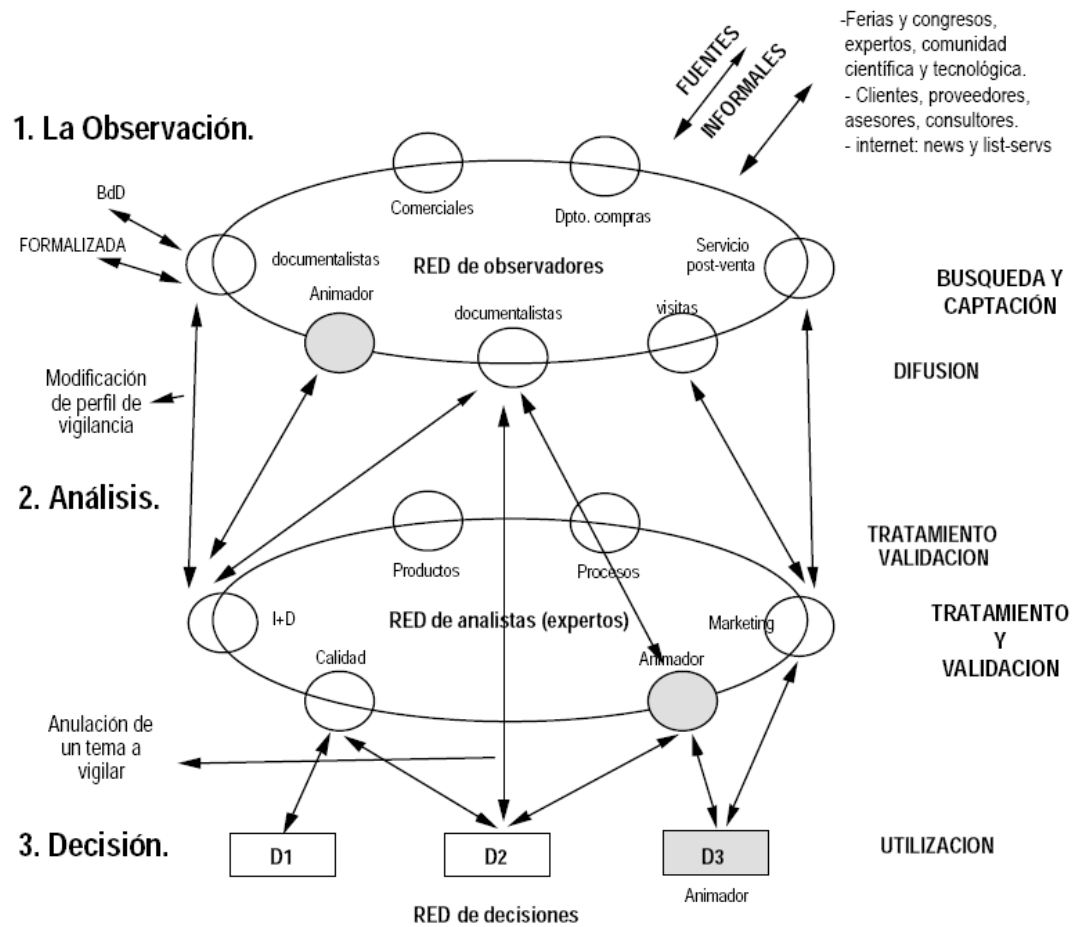 -Ferias y congresos,
expertos, comunidad
científica y tecnológica.
- Clientes, proveedores,
asesores, consultores.
- internet: news y list-servs
FUENTES
INFORMALES
1. La Observación.
Comerciales
Dpto. compras
BdD
FORMALIZADA
documentalistas
RED de observadores
Servicio
post-venta
Animador
documentalistas
visitas
BUSQUEDA Y
CAPTACIÓN
DIFUSION
Modificación
de perfil de
vigilancia
2. Análisis.
TRATAMIENTO
VALIDACION
Productos
Procesos
I+D
RED de analistas (expertos)
Marketing
TRATAMIENTO
Y
VALIDACION
Calidad
Animador
Anulación de
un tema a
vigilar
3. Decisión.
D1
D2
D3
UTILIZACION
Animador
RED de decisiones